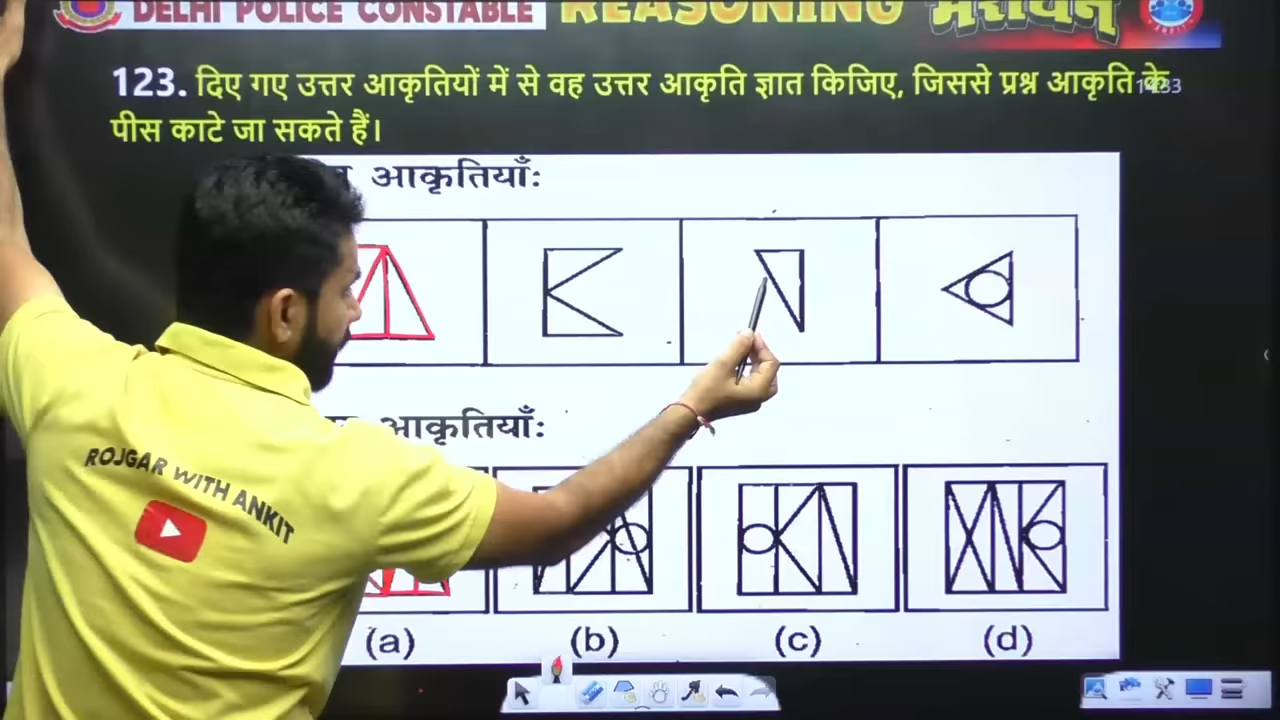 DELHI POLICE CONSTABLE REASONING
123. दिए गए उत्तर आकृतियों में से वह उत्तर आकृति ज्ञात किजिए, जिससे प्रश्न आकृति के
पीस काटे जा सकते हैं।
आकृतियाँ:
आकृतियाँ:
(a) (b) (c) (d)
ROJGAR WITH ANKIT